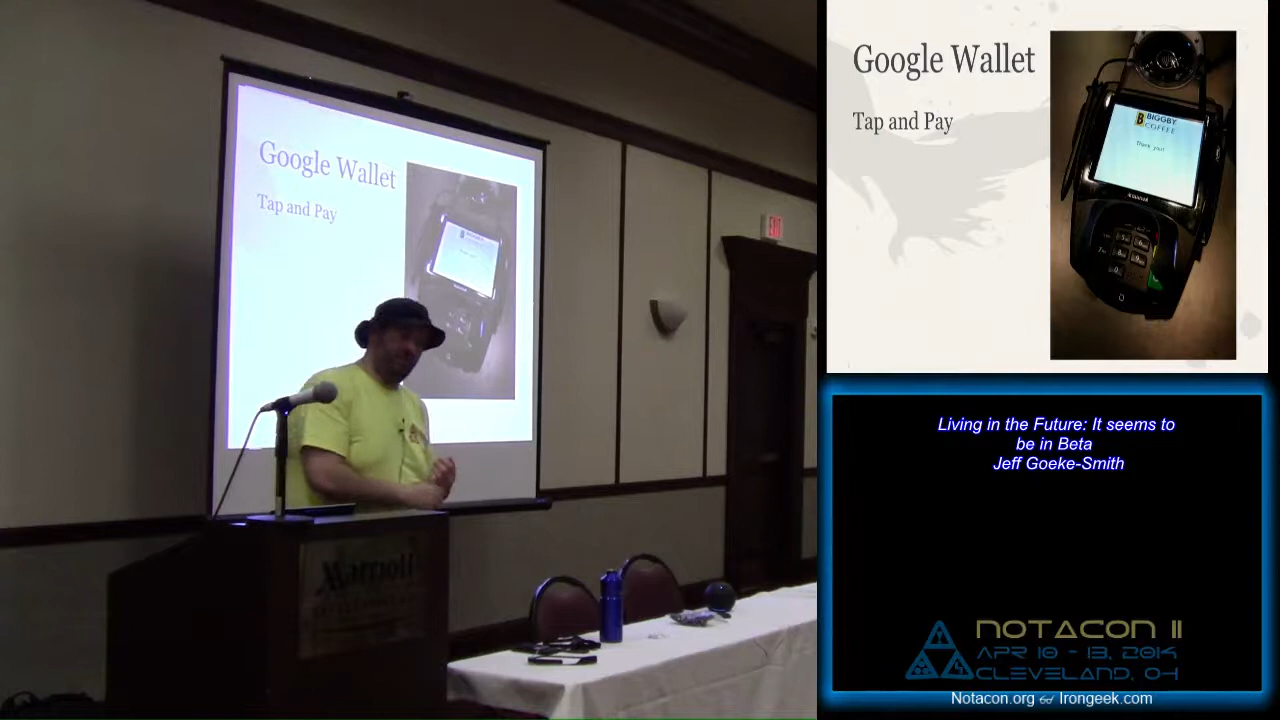 Google Wallet
Tap and Pay
EXIT
Marriott
Google Wallet
Tap and Pay
BIGGBY
COFFEE
Thank you!
Living in the Future: It seems to
be in Beta
Jeff Goeke-Smith
NOTACON 11
APR 10 - 13, 2014
CLEVELAND, OH
Notacon.org Irongeek.com